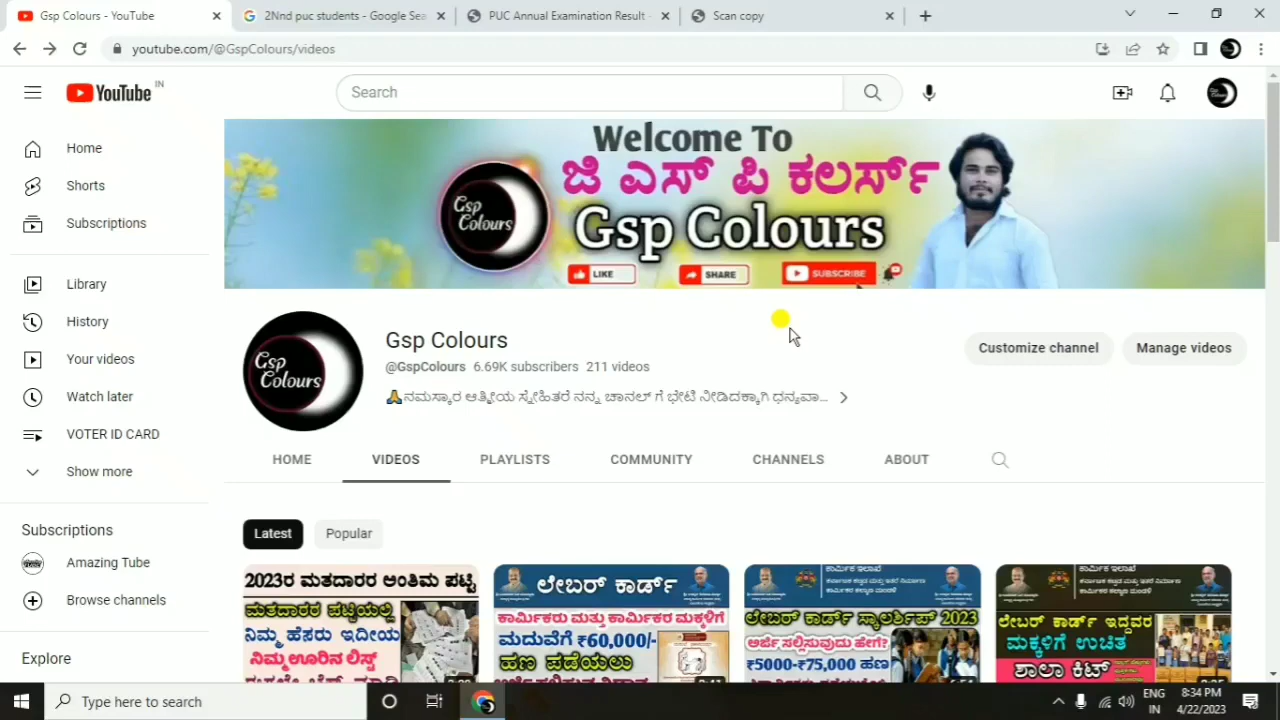 Gsp Colours - YouTube
2Nnd puc students - Google Sea
PUC Annual Examination Result -
Scan copy
youtube.com/@GspColours/videos
YouTube IN
Search
Home
Shorts
Subscriptions
Library
History
Your videos
Watch later
VOTER ID CARD
Show more
Subscriptions
Amazing Tube
Browse channels
Explore
Welcome To
ಜಿ ಎಸ್ ಪಿ ಕಲರ್ಸ್
Gsp Colours
Gsp Colours
LIKE
SHARE
SUBSCRIBE
Gsp Colours
Gsp Colours
@GspColours 6.69K subscribers 211 videos
🙏ನಮಸ್ಕಾರ ಆತ್ಮೀಯ ಸ್ನೇಹಿತರೆ ನನ್ನ ಚಾನಲ್ ಗೆ ಭೇಟಿ ನೀಡಿದಕ್ಕಾಗಿ ಧನ್ಯವಾ...
Customize channel
Manage videos
HOME
VIDEOS
PLAYLISTS
COMMUNITY
CHANNELS
ABOUT
Latest
Popular
2023ರ ಮತದಾರರ ಅಂತಿಮ ಪಟ್ಟಿ
ಮತದಾರರ ಪಟ್ಟಿಯಲ್ಲಿ
ನಿಮ್ಮ ಹೆಸರು ಇದೀಯ
ನಿಮ್ಮೂರಿನ ಲಿಸ್ಟ್
ಲೇಬರ್ ಕಾರ್ಡ್
ಕಾರ್ಮಿಕರು ಮತ್ತು ಕಾರ್ಮಿಕರ ಮಕ್ಕಳಿಗೆ
ಮದುವೆಗೆ ₹60,000/-
ಹಣ ಪಡೆಯಲು
ಕಾರ್ಮಿಕ ಇಲಾಖೆ
ಲೇಬರ್ ಕಾರ್ಡ್ ಸ್ಕಾಲರ್ಶಿಪ್ 2023
ಅರ್ಜಿ ಸಲ್ಲಿಸುವುದು ಹೇಗೆ?
₹5000-₹75,000 ಹಣ
ಕಾರ್ಮಿಕ ಇಲಾಖೆ
ಲೇಬರ್ ಕಾರ್ಡ್ ಇದ್ದವರ
ಮಕ್ಕಳಿಗೆ ಉಚಿತ
ಶಾಲಾ ಕಿಟ್
Type here to search
ENG
IN
8:34 PM
4/22/2023